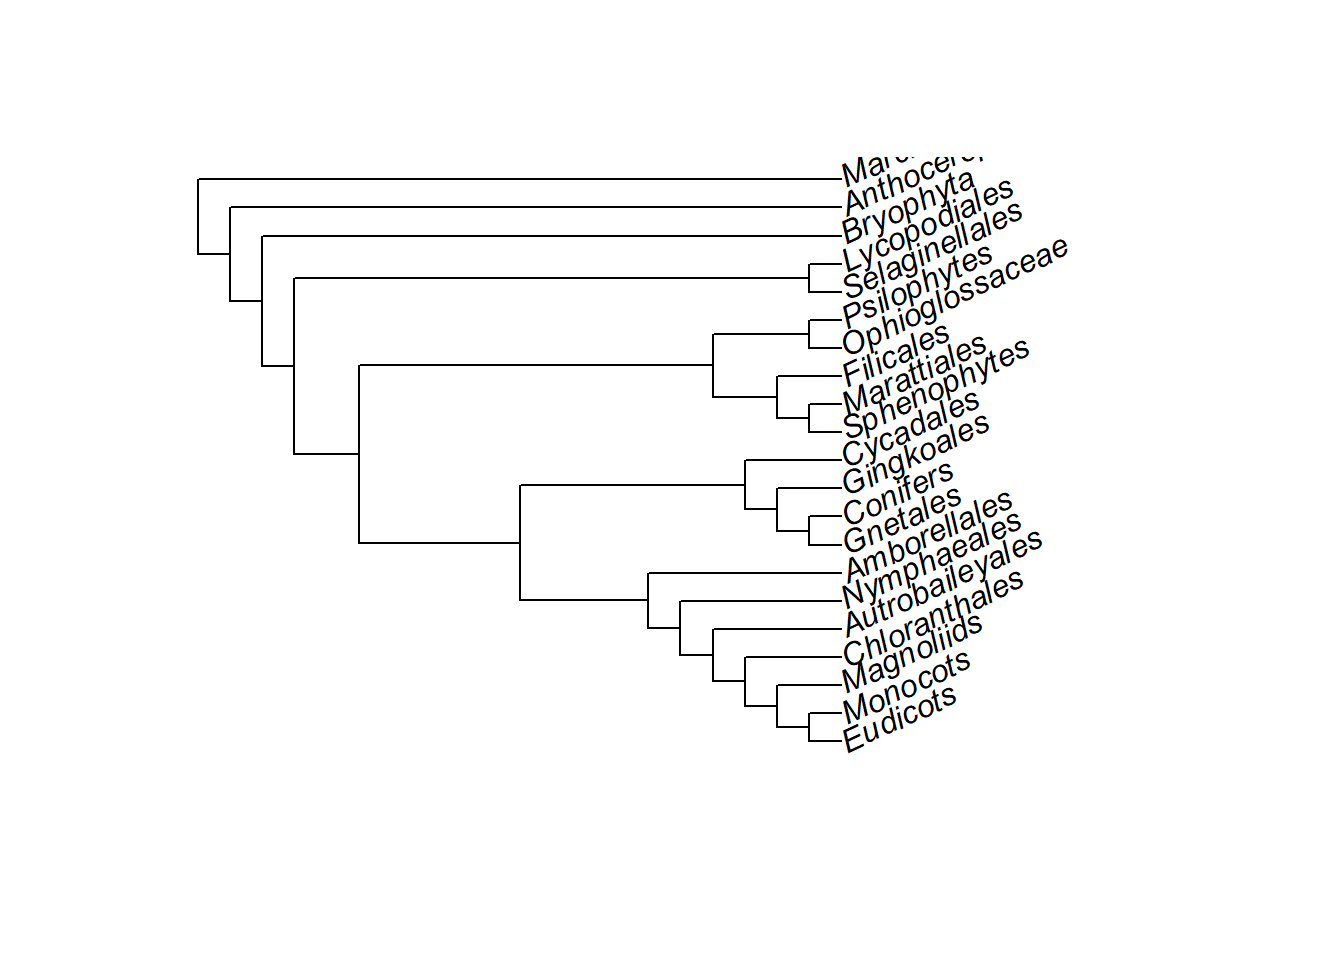 Bryophyta
Lycopodiales
Selaginellales
Psilophytes
Ophioglossaceae
Filicales
Marattiales
Sphenophytes
Cycadales
Gingkoales
Conifers
Gnetales
Amborellales
Nymphaeales
Autrobaileyales
Chloranthales
Magnoliids
Monocots
Eudicots